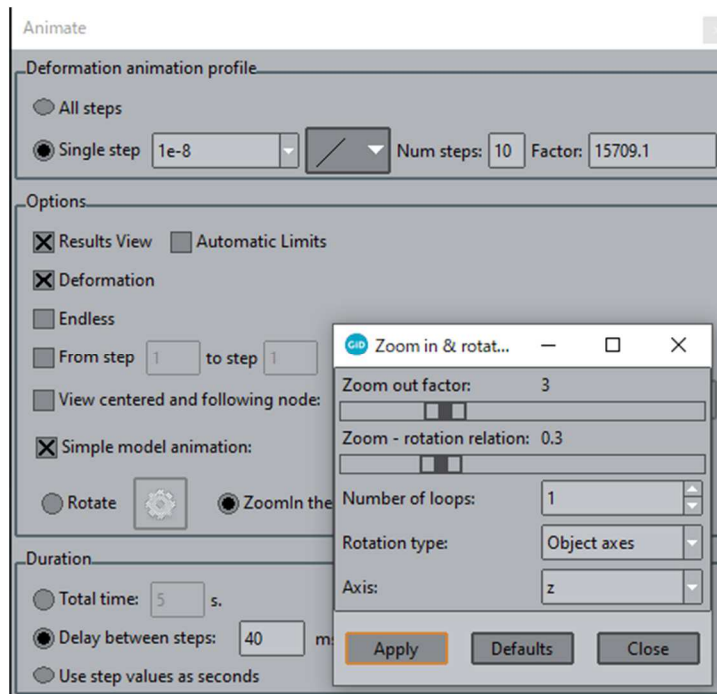 Animate
Deformation animation profile
All steps
Single step 1e-8 Num steps: 10 Factor: 15709.1
Options
Results View Automatic Limits
Deformation
Endless
From step 1 to step 1
View centered and following node:
Simple model animation:
Rotate ZoomIn the
Duration
Total time: 5 s.
Delay between steps: 40 m
Use step values as seconds
GiD Zoom in & rotat...
Zoom out factor: 3
Zoom - rotation relation: 0.3
Number of loops: 1
Rotation type: Object axes
Axis: z
Apply Defaults Close